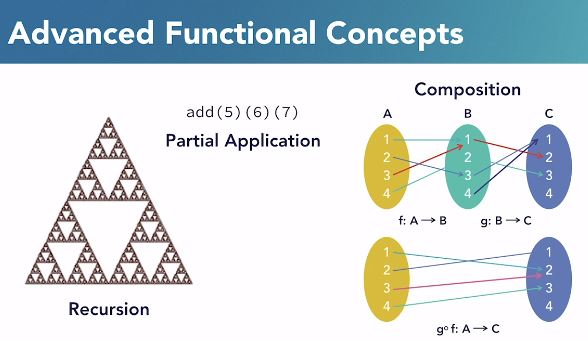 Advanced Functional Concepts
add(5)(6)(7)
Partial Application
Recursion
Composition
A B C
1 1 1
2 2 2
3 3 3
4 4 4
f: A → B g: B → C
1 1
2 2
3 3
4 4
g∘f: A → C